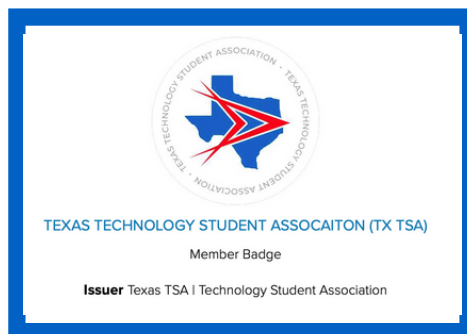 TEXAS TECHNOLOGY STUDENT ASSOCIATION · TEXAS TECHNOLOGY STUDENT ASSOCIATION ·
TEXAS TECHNOLOGY STUDENT ASSOCAITON (TX TSA)
Member Badge
Issuer Texas TSA | Technology Student Association